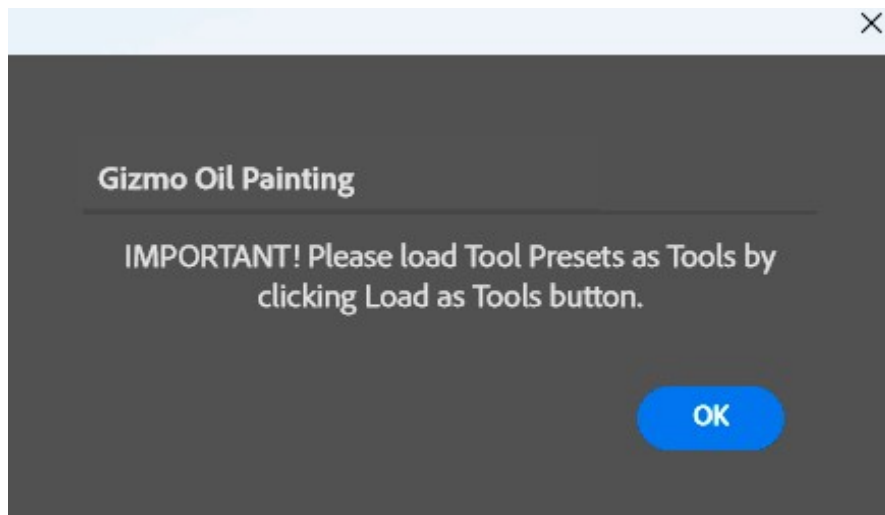 Gizmo Oil Painting
IMPORTANT! Please load Tool Presets as Tools by
clicking Load as Tools button.
OK